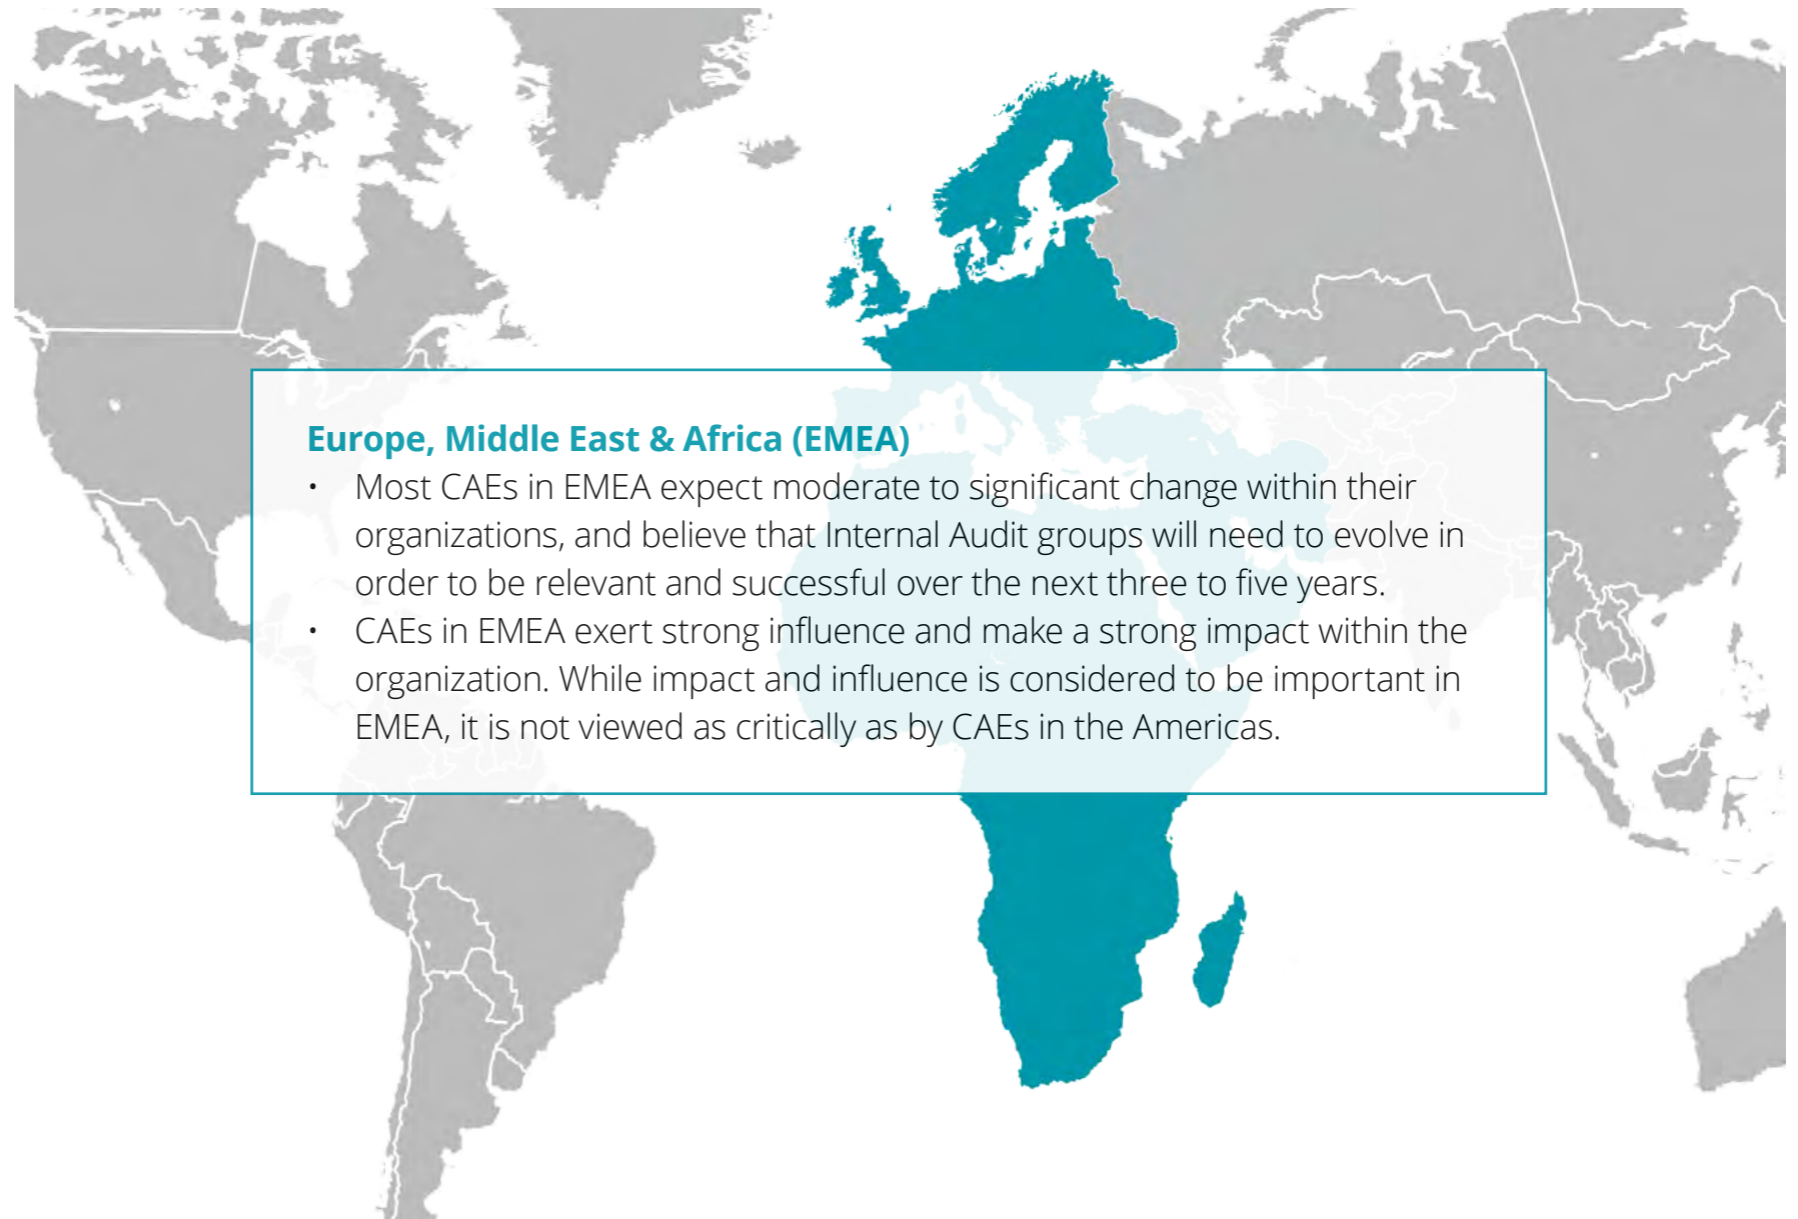 Europe, Middle East & Africa (EMEA)
• Most CAEs in EMEA expect moderate to significant change within their
organizations, and believe that Internal Audit groups will need to evolve in
order to be relevant and successful over the next three to five years.
• CAEs in EMEA exert strong influence and make a strong impact within the
organization. While impact and influence is considered to be important in
EMEA, it is not viewed as critically as by CAEs in the Americas.